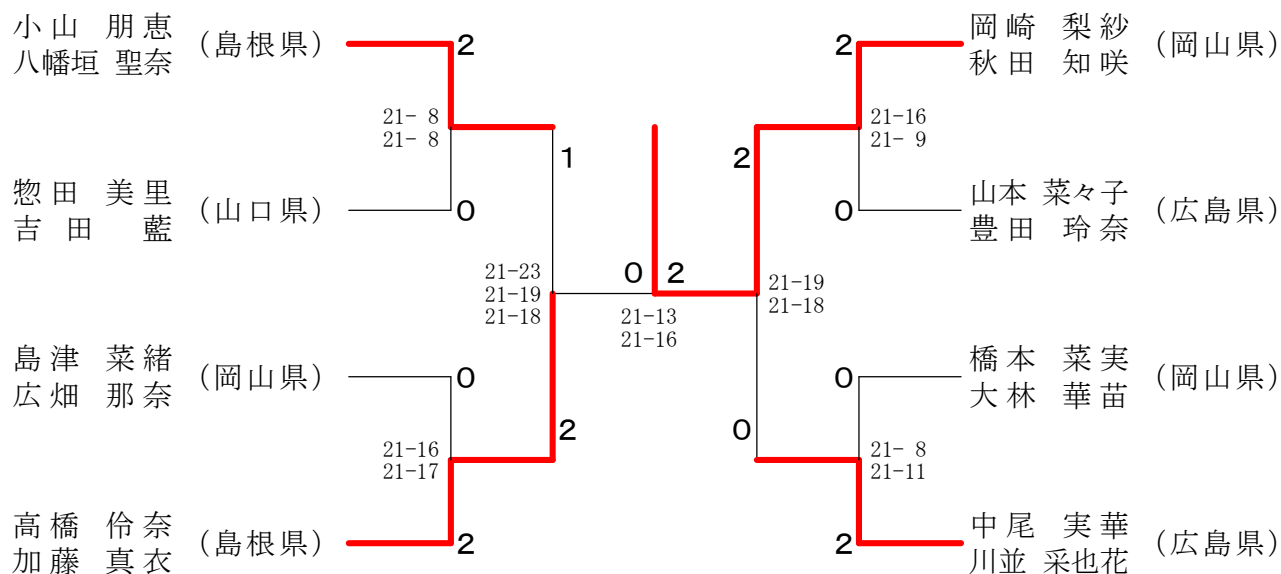 小山 朋恵
八幡垣 聖奈
(島根県)
2
21- 8
21- 8
1
惣田 美里
吉田 藍
(山口県)
0
21-23
21-19
21-18
島津 菜緒
広畑 那奈
(岡山県)
0
21-16
21-17
2
高橋 伶奈
加藤 真衣
(島根県)
2
0
2
21-13
21-16
岡崎 梨紗
秋田 知咲
(岡山県)
2
21-16
21- 9
2
山本 菜々子
豊田 玲奈
(広島県)
0
21-19
21-18
橋本 菜実
大林 華苗
(岡山県)
0
21- 8
21-11
0
中尾 実華
川並 采也花
(広島県)
2